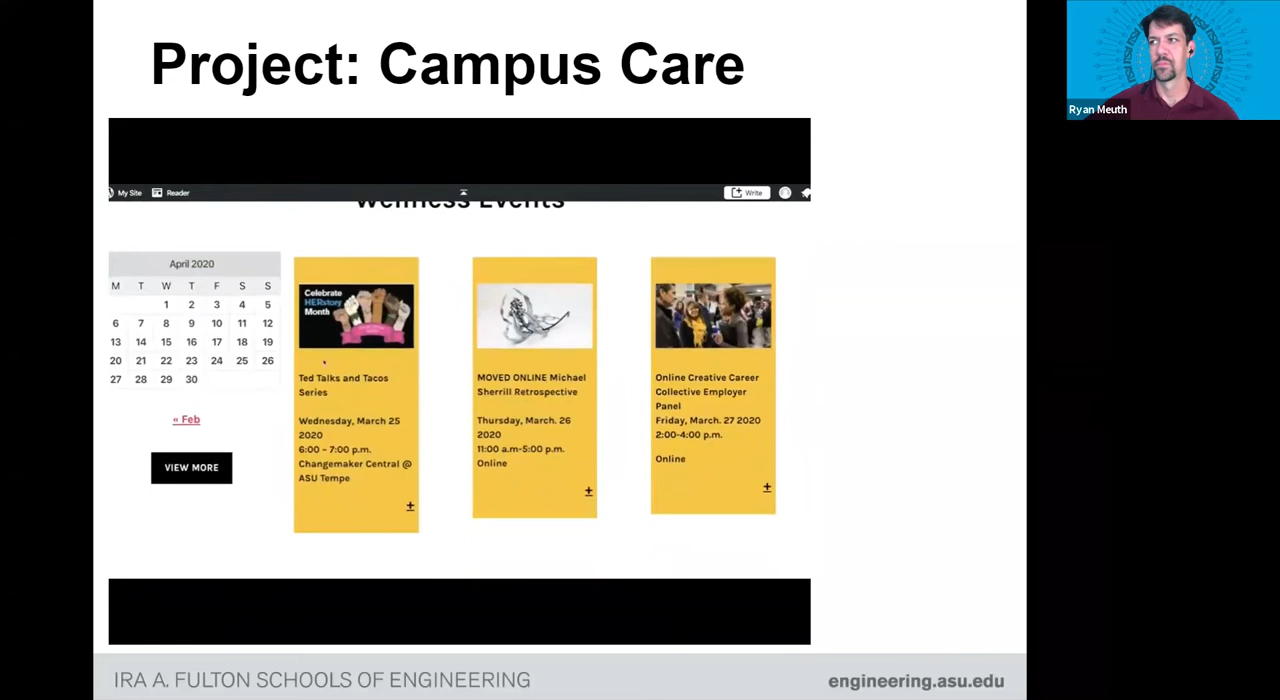 Project: Campus Care
Ryan Meuth
My Site
Reader
Write
Wellness Events
April 2020
M T W T F S S
1 2 3 4 5
6 7 8 9 10 11 12
13 14 15 16 17 18 19
20 21 22 23 24 25 26
27 28 29 30
« Feb
VIEW MORE
Celebrate
HERstory
Month
Ted Talks and Tacos
Series
Wednesday, March 25
2020
6:00 – 7:00 p.m.
Changemaker Central @
ASU Tempe
MOVED ONLINE Michael
Sherrill Retrospective
Thursday, March. 26
2020
11:00 a.m-5:00 p.m.
Online
Online Creative Career
Collective Employer
Panel
Friday, March. 27 2020
2:00-4:00 p.m.
Online
IRA A. FULTON SCHOOLS OF ENGINEERING
engineering.asu.edu